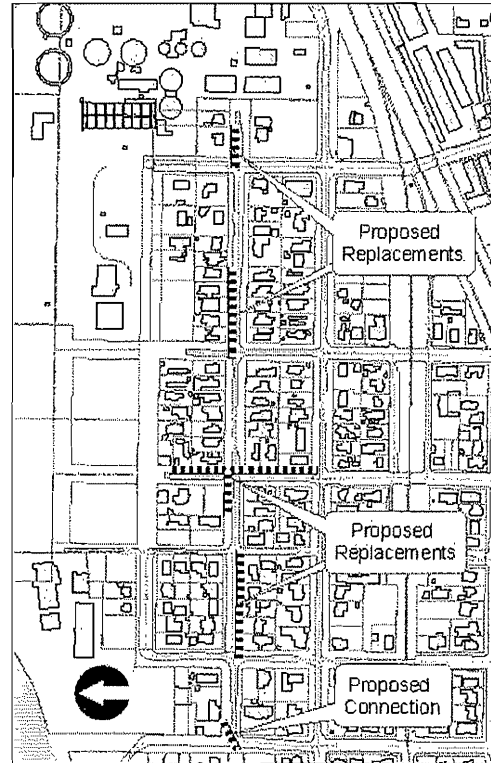 Proposed
Replacements
Proposed
Replacements
Proposed
Connection